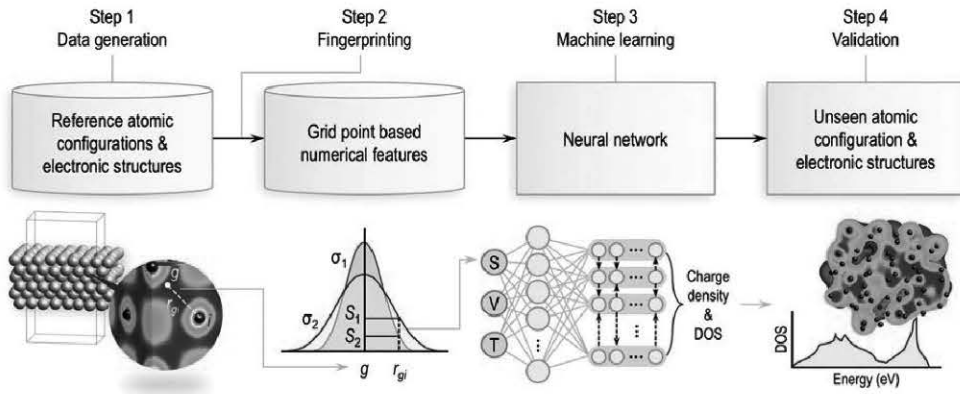 Step 1
Data generation
Step 2
Fingerprinting
Step 3
Machine learning
Step 4
Validation
Reference atomic
configurations &
electronic structures
Grid point based
numerical features
Neural network
Unseen atomic
configuration &
electronic structures
g
r_g
i
σ₁
σ₂
S₁
S₂
g
r_gi
S
V
T
Charge
density
&
DOS
DOS
Energy (eV)